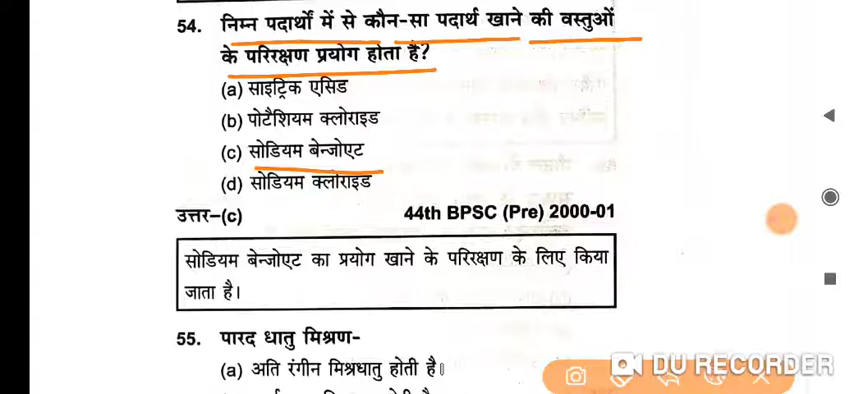 54. निम्न पदार्थों में से कौन-सा पदार्थ खाने की वस्तुओं
के परिरक्षण प्रयोग होता है?
(a) साइट्रिक एसिड
(b) पोटैशियम क्लोराइड
(c) सोडियम बेन्जोएट
(d) सोडियम क्लोराइड
उत्तर–(c) 44th BPSC (Pre) 2000-01
सोडियम बेन्जोएट का प्रयोग खाने के परिरक्षण के लिए किया
जाता है।
55. पारद धातु मिश्रण-
(a) अति रंगीन मिश्रधातु होती है।
DU RECORDER